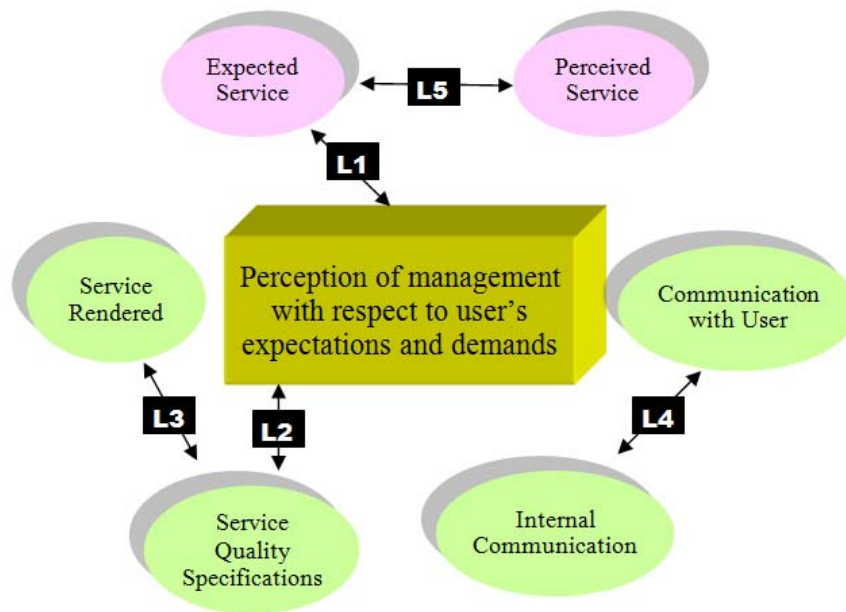 Expected
Service
Perceived
Service
L5
L1
Perception of management
with respect to user’s
expectations and demands
Service
Rendered
Communication
with User
L3
L2
L4
Service
Quality
Specifications
Internal
Communication